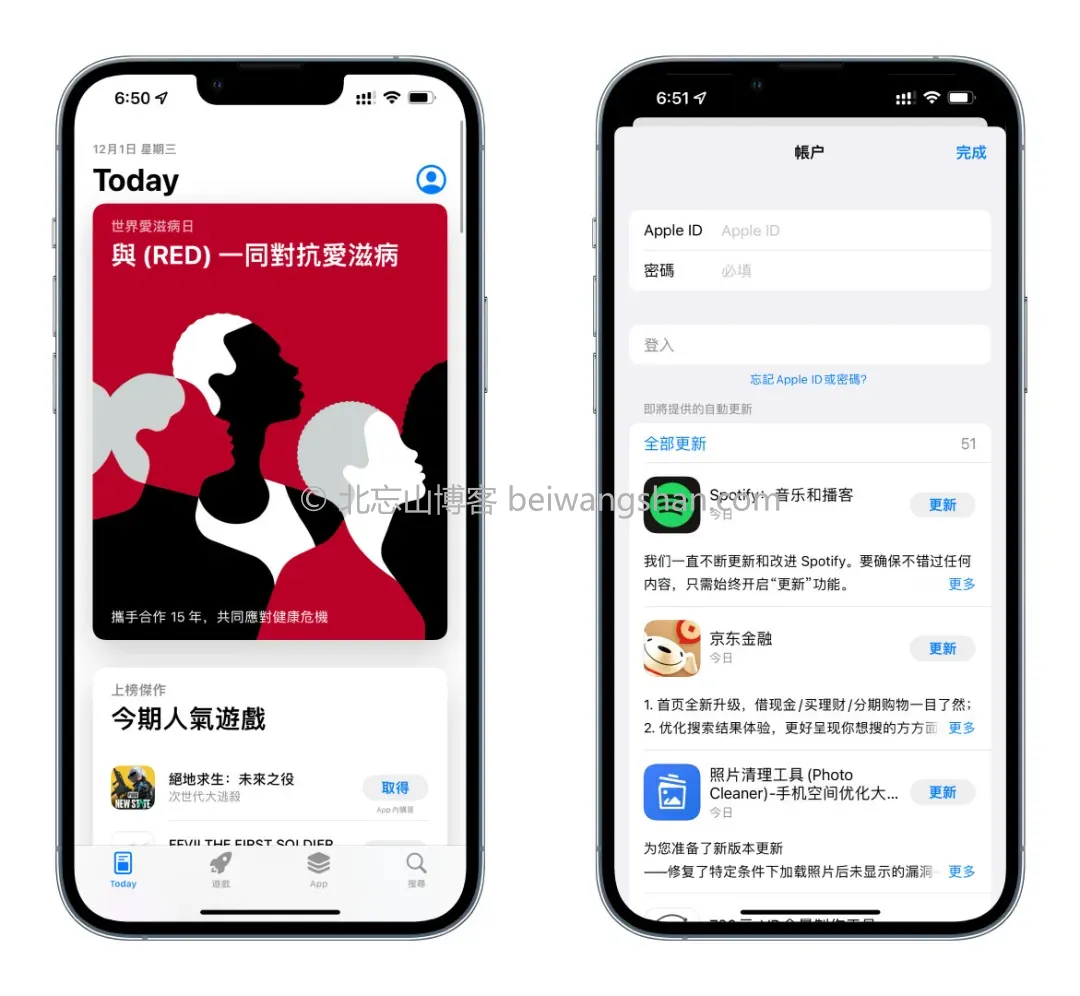 6:50
12月1日 星期三
Today
世界愛滋病日
與 (RED) 一同對抗愛滋病
攜手合作 15 年，共同應對健康危機
上榜傑作
今期人氣遊戲
PUBG
NEW STATE
絕地求生：未來之役
次世代大逃殺
取得
App 內購買
FFVII THE FIRST SOLDIER
Today
遊戲
App
搜尋
6:51
帳戶
完成
Apple ID
Apple ID
密碼
必填
登入
忘記 Apple ID 或密碼？
即將提供的自動更新
全部更新
51
Spotify：音乐和播客
今日
更新
我们一直不断更新和改进 Spotify。要确保不错过任何
内容，只需始终开启“更新”功能。
更多
京东金融
今日
更新
1. 首页全新升级，借现金/买理财/分期购物一目了然；
2. 优化搜索结果体验，更好呈现你想搜的方方面
更多
照片清理工具 (Photo
Cleaner)-手机空间优化大...
今日
更新
为您准备了新版本更新
——修复了特定条件下加载照片后未显示的漏洞
更多
© 北忘山博客 beiwangshan.com